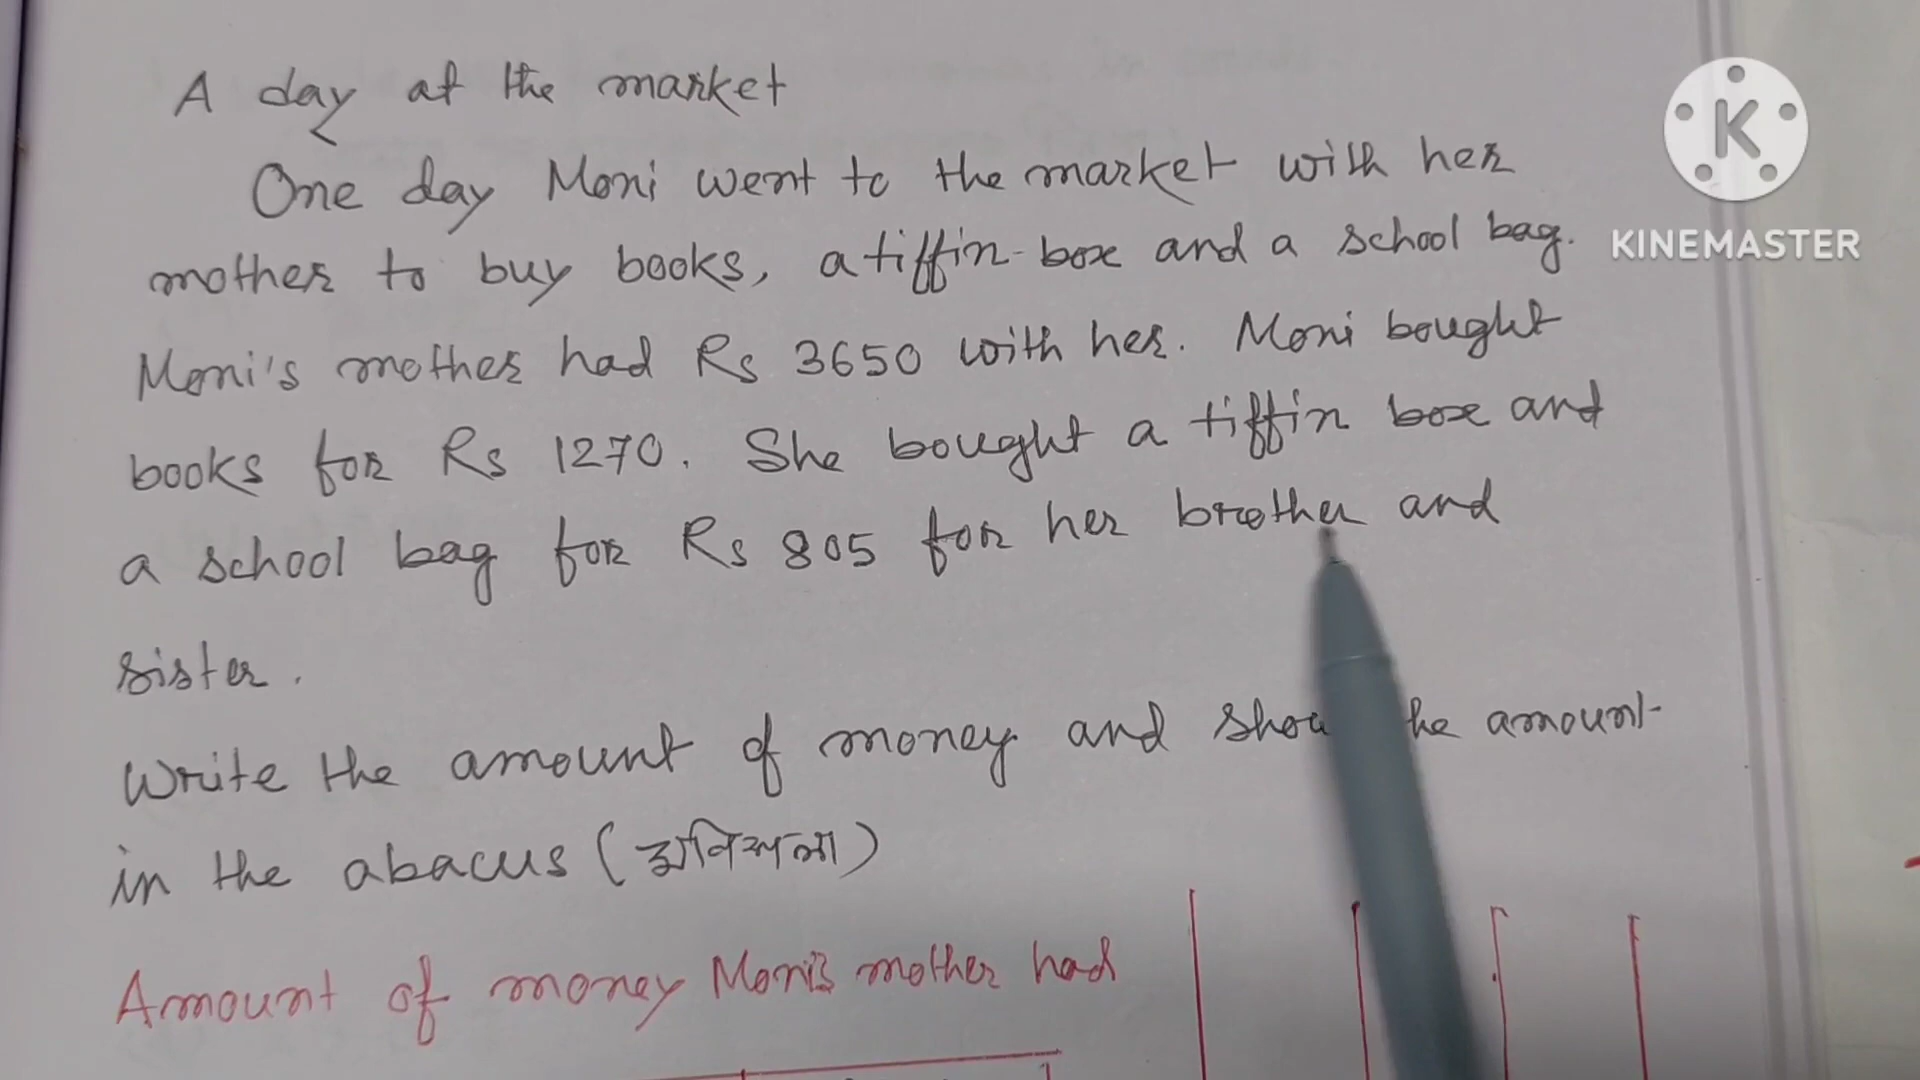 A day at the market
One day Moni went to the market with her
mother to buy books, a tiffin-box and a school bag.
Moni's mother had Rs 3650 with her. Moni bought
books for Rs 1270. She bought a tiffin box and
a school bag for Rs 805 for her brother and
sister.
Write the amount of money and show the amount
in the abacus (
Amount of money Moni's mother had
K
KINEMASTER